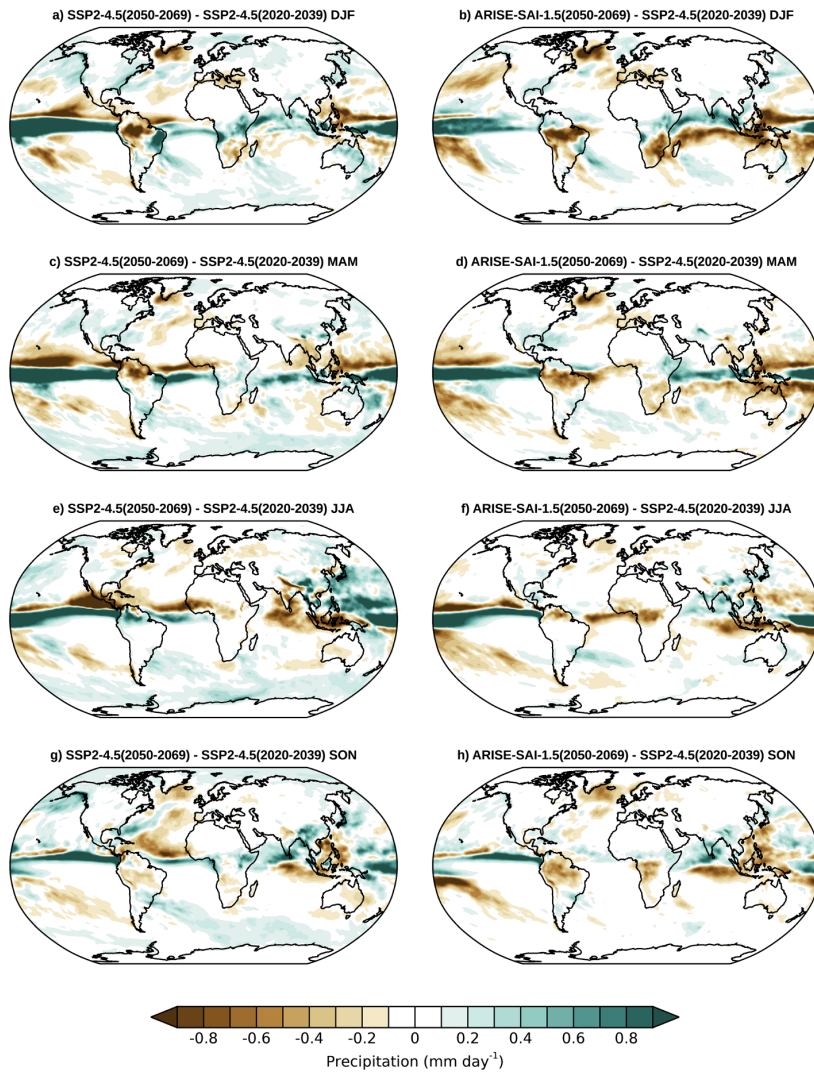 a) SSP2-4.5(2050-2069) - SSP2-4.5(2020-2039) DJF
b) ARISE-SAI-1.5(2050-2069) - SSP2-4.5(2020-2039) DJF
c) SSP2-4.5(2050-2069) - SSP2-4.5(2020-2039) MAM
d) ARISE-SAI-1.5(2050-2069) - SSP2-4.5(2020-2039) MAM
e) SSP2-4.5(2050-2069) - SSP2-4.5(2020-2039) JJA
f) ARISE-SAI-1.5(2050-2069) - SSP2-4.5(2020-2039) JJA
g) SSP2-4.5(2050-2069) - SSP2-4.5(2020-2039) SON
h) ARISE-SAI-1.5(2050-2069) - SSP2-4.5(2020-2039) SON
-0.8 -0.6 -0.4 -0.2 0 0.2 0.4 0.6 0.8
Precipitation (mm day⁻¹)